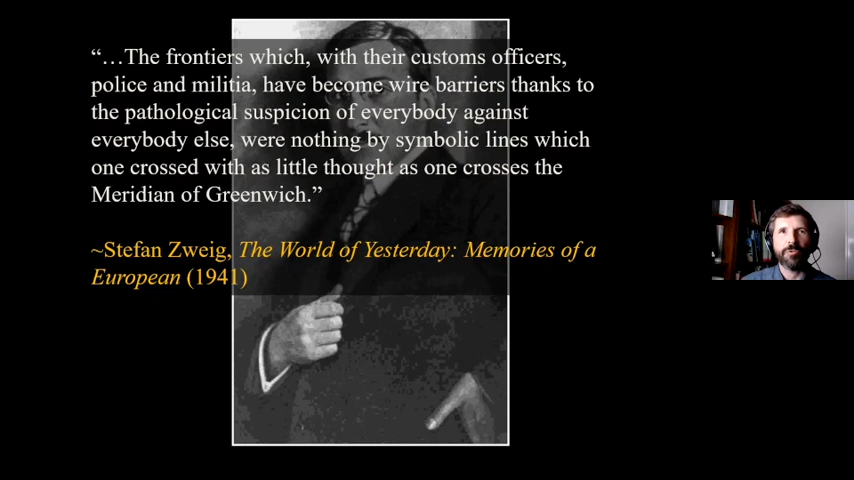 “…The frontiers which, with their customs officers,
police and militia, have become wire barriers thanks to
the pathological suspicion of everybody against
everybody else, were nothing by symbolic lines which
one crossed with as little thought as one crosses the
Meridian of Greenwich.”
~Stefan Zweig, The World of Yesterday: Memories of a
European (1941)